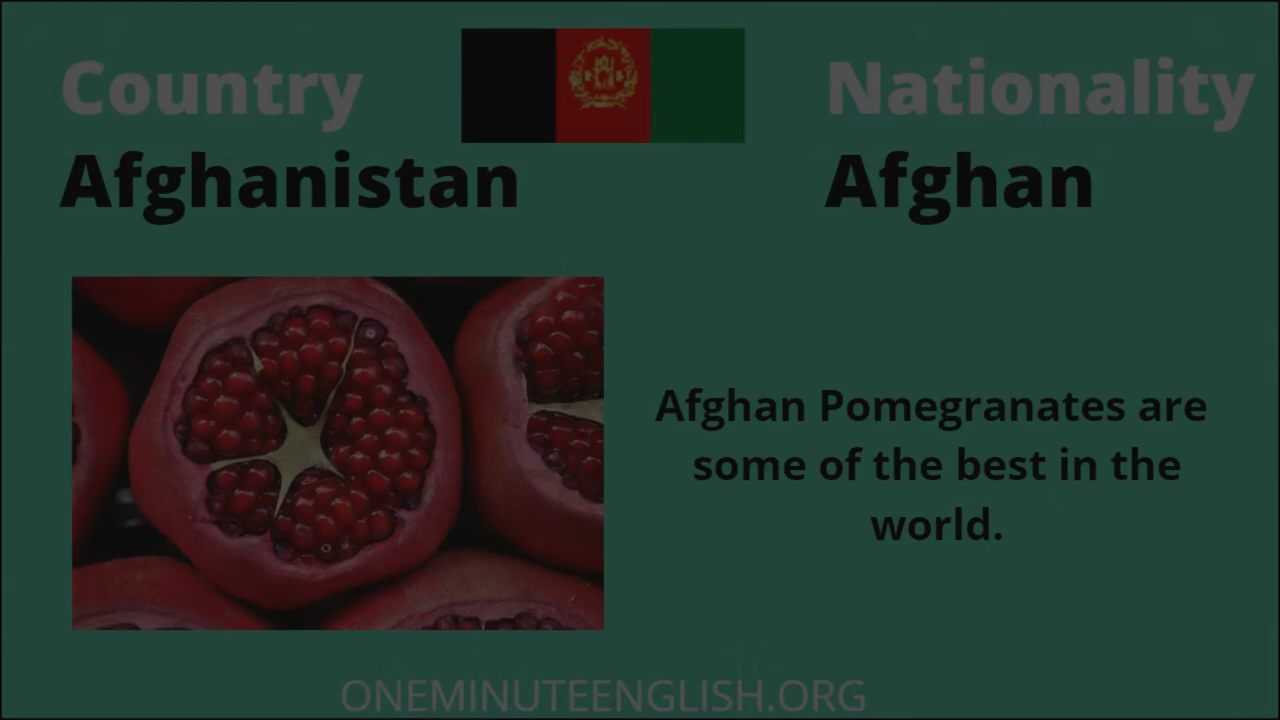 Country
Nationality
Afghanistan
Afghan
Afghan Pomegranates are
some of the best in the
world.
ONEMINUTEENGLISH.ORG